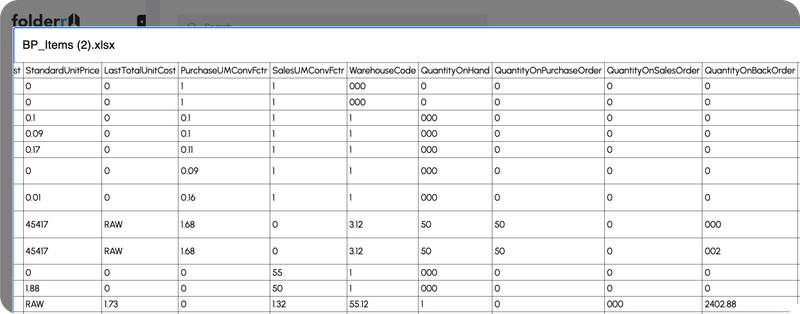 folderr
Search
BP_Items (2).xlsx
st StandardUnitPrice LastTotalUnitCost PurchaseUMConvFctr SalesUMConvFctr WarehouseCode QuantityOnHand QuantityOnPurchaseOrder QuantityOnSalesOrder QuantityOnBackOrder
0 0 1 1 000 0 0 0 0
0 0 1 1 000 0 0 0 0
0.1 0 0.1 1 1 000 0 0 0
0.09 0 0.1 1 1 000 0 0 0
0.17 0 0.11 1 1 000 0 0 0
0 0 0.09 1 1 000 0 0 0
0.01 0 0.16 1 1 000 0 0 0
45417 RAW 1.68 0 3.12 50 50 0 000
45417 RAW 1.68 0 3.12 50 50 0 002
0 0 0 55 1 000 0 0 0
1.88 0 0 50 1 000 0 0 0
RAW 1.73 0 1.32 55.12 1 0 000 2402.88